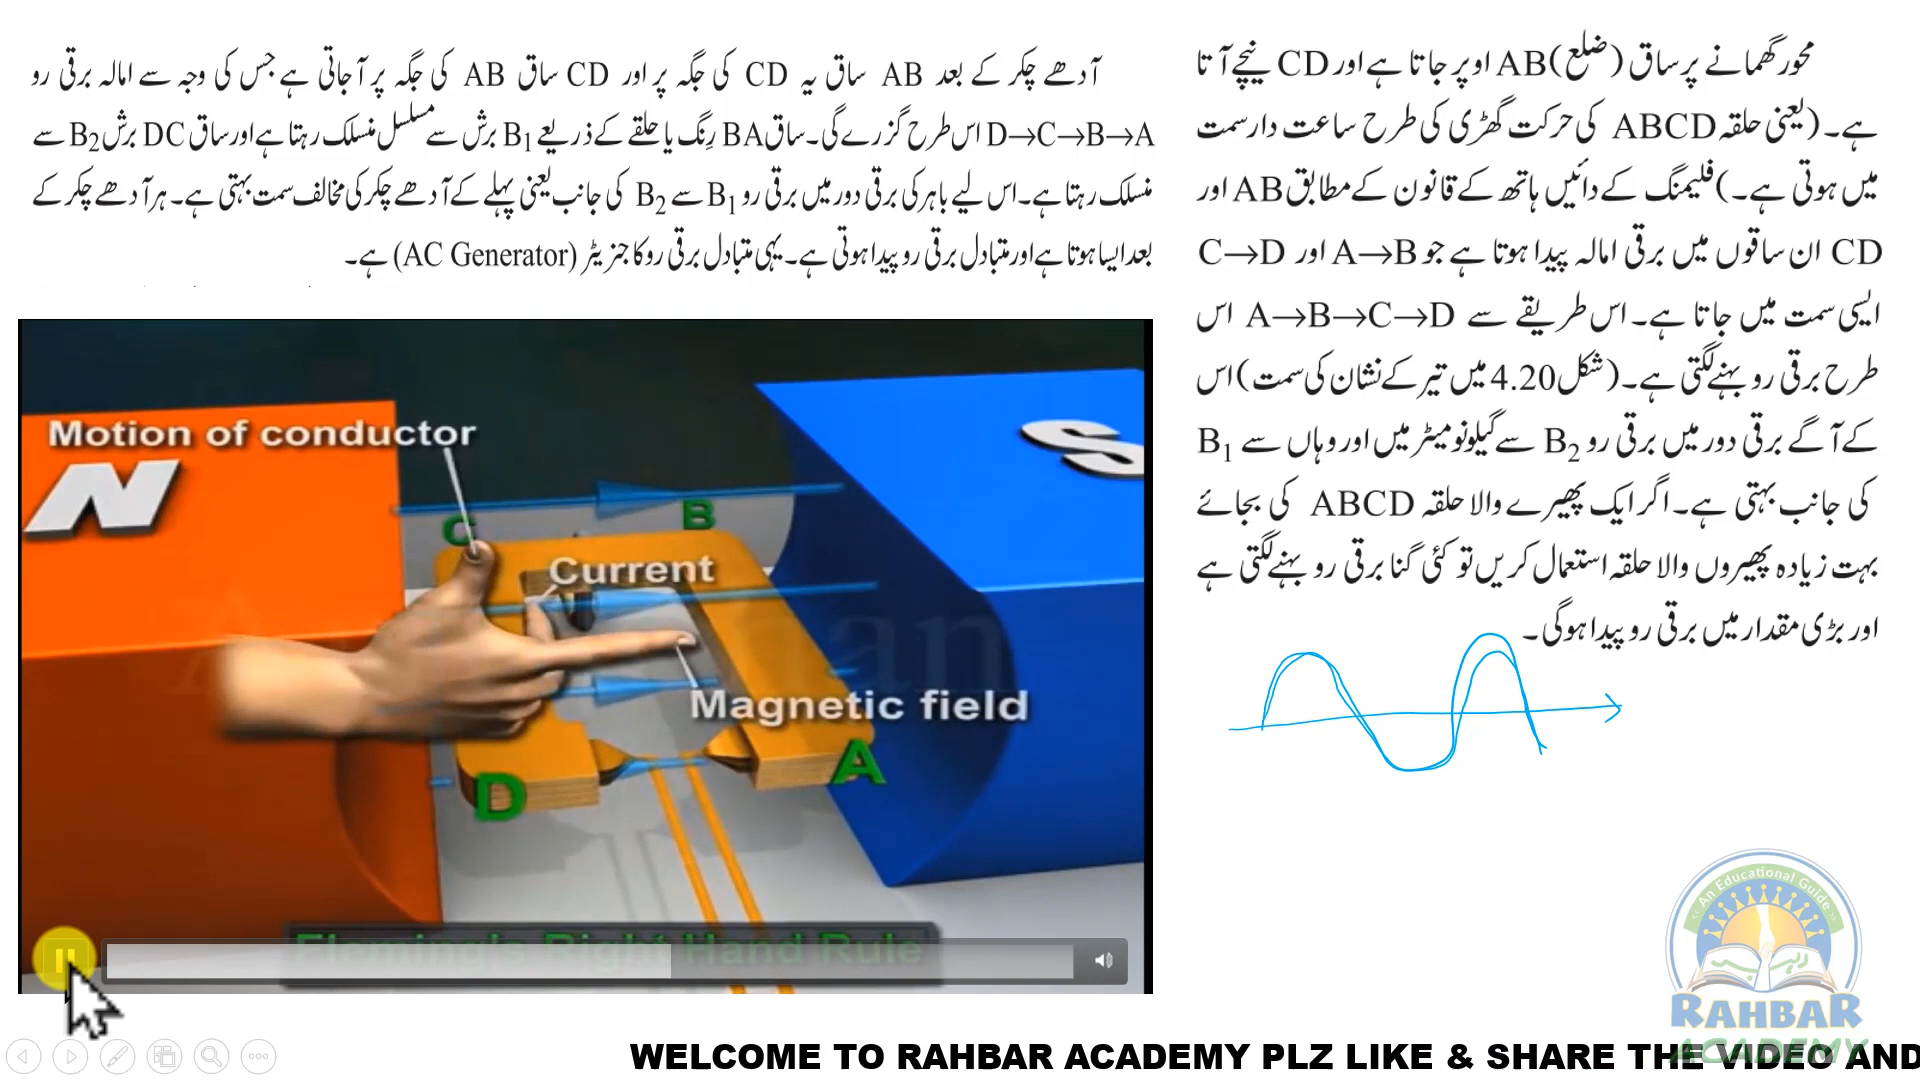 محور گھمانے پر ساق (ضلع) AB اوپر جاتا ہے اور CD نیچے آتا
ہے۔ (یعنی حلقہ ABCD کی حرکت گھڑی کی طرح ساعت دار سمت
میں ہوتی ہے۔) فلیمنگ کے دائیں ہاتھ کے قانون کے مطابق AB اور
CD ان ساقوں میں برقی امالہ پیدا ہوتا ہے جو A→B اور C→D
ایسی سمت میں جاتا ہے۔ اس طریقے سے A→B→C→D اس
طرح برقی رو بہنے لگتی ہے۔ (شکل 4.20 میں تیر کے نشان کی سمت) اس
کے آگے برقی دور میں برقی رو B2 سے گیلونومیٹر میں اور وہاں سے B1
کی جانب بہتی ہے۔ اگر ایک پھیرے والا حلقہ ABCD کی بجائے
بہت زیادہ پھیروں والا حلقہ استعمال کریں تو کئی گنا برقی رو بہنے لگتی ہے
اور بڑی مقدار میں برقی رو پیدا ہوگی۔
آدھے چکر کے بعد AB ساق یہ CD کی جگہ پر اور CD ساق AB کی جگہ پر آجاتی ہے جس کی وجہ سے امالہ برقی رو
D→C→B→A اس طرح گزرے گی۔ ساق BA رِنگ یا حلقے کے ذریعے B1 برش سے مسلسل منسلک رہتا ہے اور ساق DC برش B2 سے
منسلک رہتا ہے۔ اس لیے باہر کی برقی دور میں برقی رو B1 سے B2 کی جانب یعنی پہلے کے آدھے چکر کی مخالف سمت بہتی ہے۔ ہر آدھے چکر کے
بعد ایسا ہوتا ہے اور متبادل برقی رو پیدا ہوتی ہے۔ یہی متبادل برقی رو کا جنریٹر (AC Generator) ہے۔
Motion of conductor
N
S
C
B
Current
Magnetic field
D
A
Fleming's Right Hand Rule
An Educational Guide
RAHBAR
ACADEMY
WELCOME TO RAHBAR ACADEMY PLZ LIKE & SHARE THE VIDEO AND